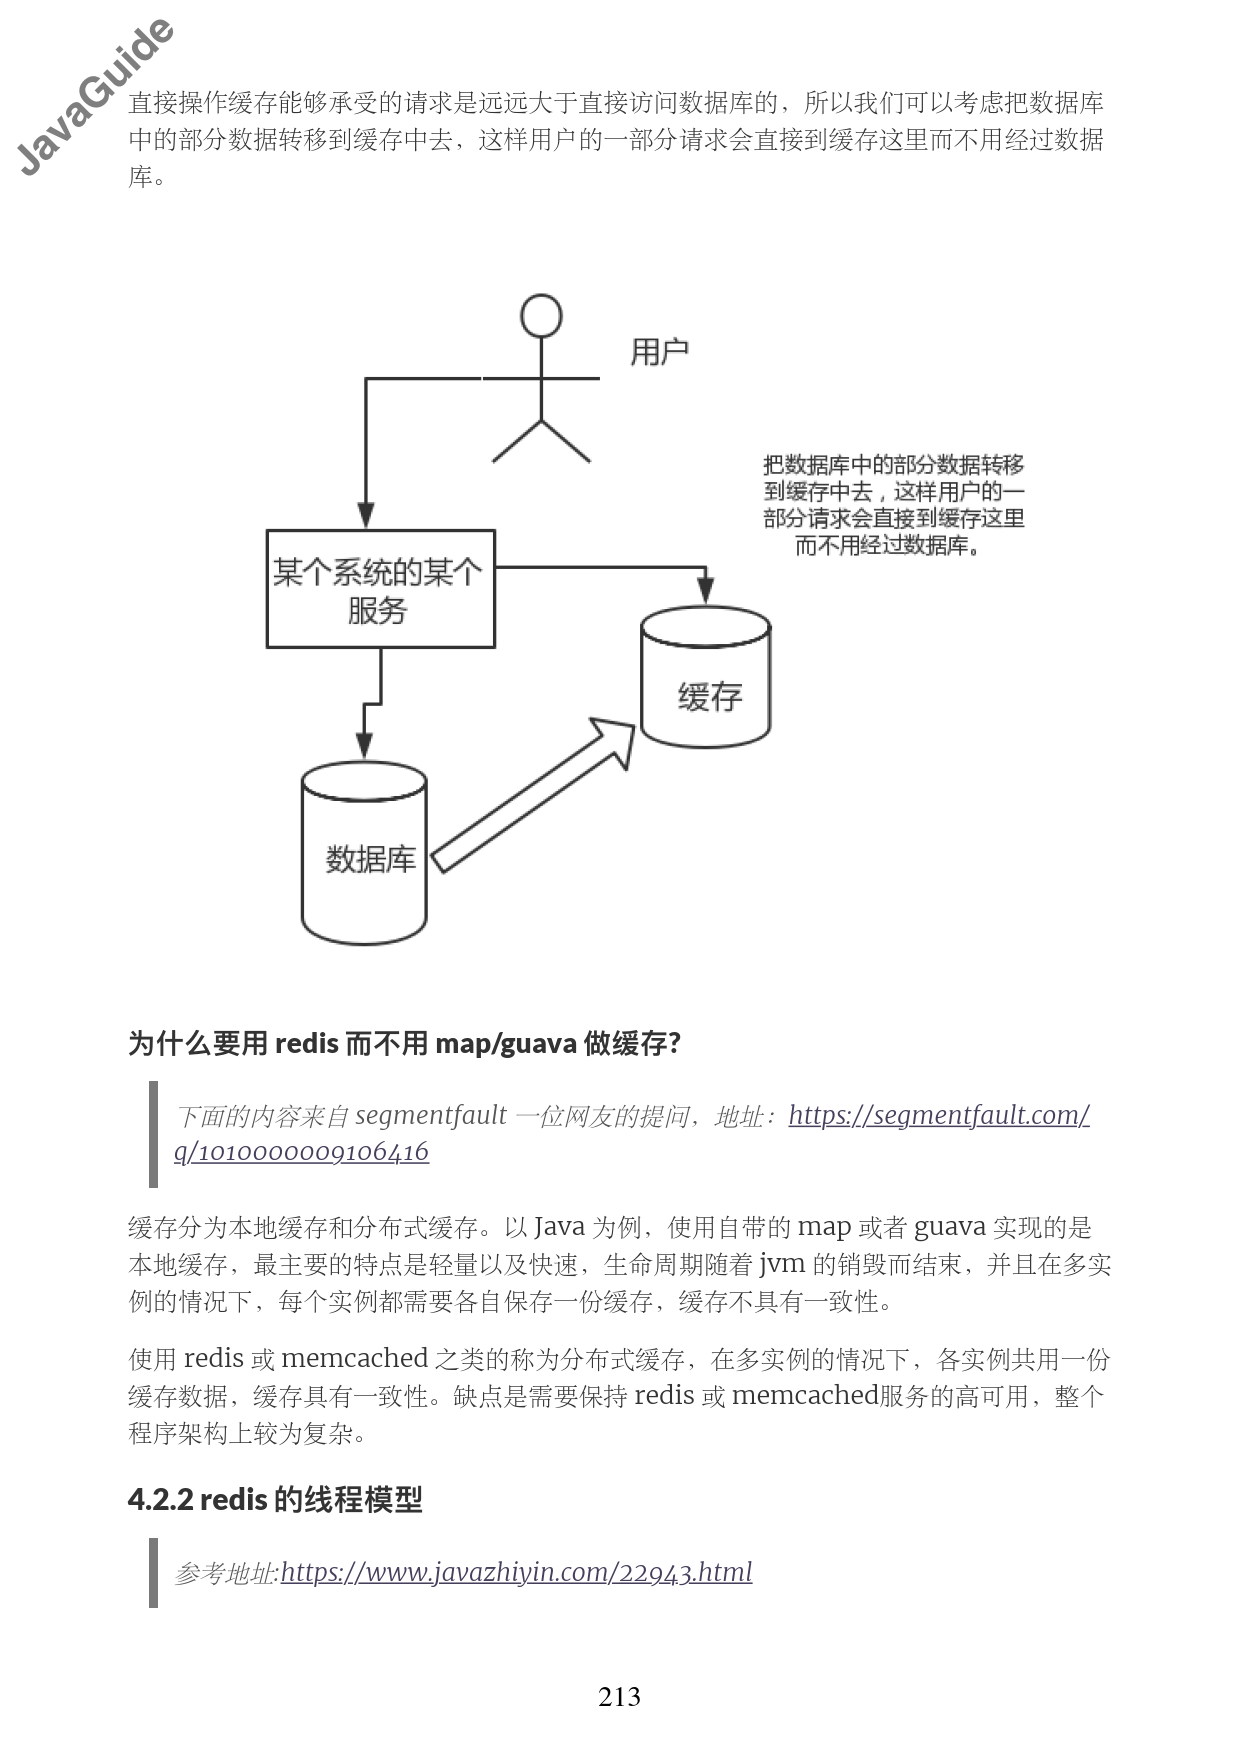 JavaGuide
直接操作缓存能够承受的请求是远远大于直接访问数据库的，所以我们可以考虑把数据库
中的部分数据转移到缓存中去，这样用户的一部分请求会直接到缓存这里而不用经过数据
库。
用户
把数据库中的部分数据转移
到缓存中去，这样用户的一
部分请求会直接到缓存这里
而不用经过数据库。
某个系统的某个
服务
缓存
数据库
为什么要用 redis 而不用 map/guava 做缓存?
下面的内容来自 segmentfault 一位网友的提问，地址：https://segmentfault.com/
q/1010000009106416
缓存分为本地缓存和分布式缓存。以 Java 为例，使用自带的 map 或者 guava 实现的是
本地缓存，最主要的特点是轻量以及快速，生命周期随着 jvm 的销毁而结束，并且在多实
例的情况下，每个实例都需要各自保存一份缓存，缓存不具有一致性。
使用 redis 或 memcached 之类的称为分布式缓存，在多实例的情况下，各实例共用一份
缓存数据，缓存具有一致性。缺点是需要保持 redis 或 memcached服务的高可用，整个
程序架构上较为复杂。
4.2.2 redis 的线程模型
参考地址:https://www.javazhiyin.com/22943.html
213